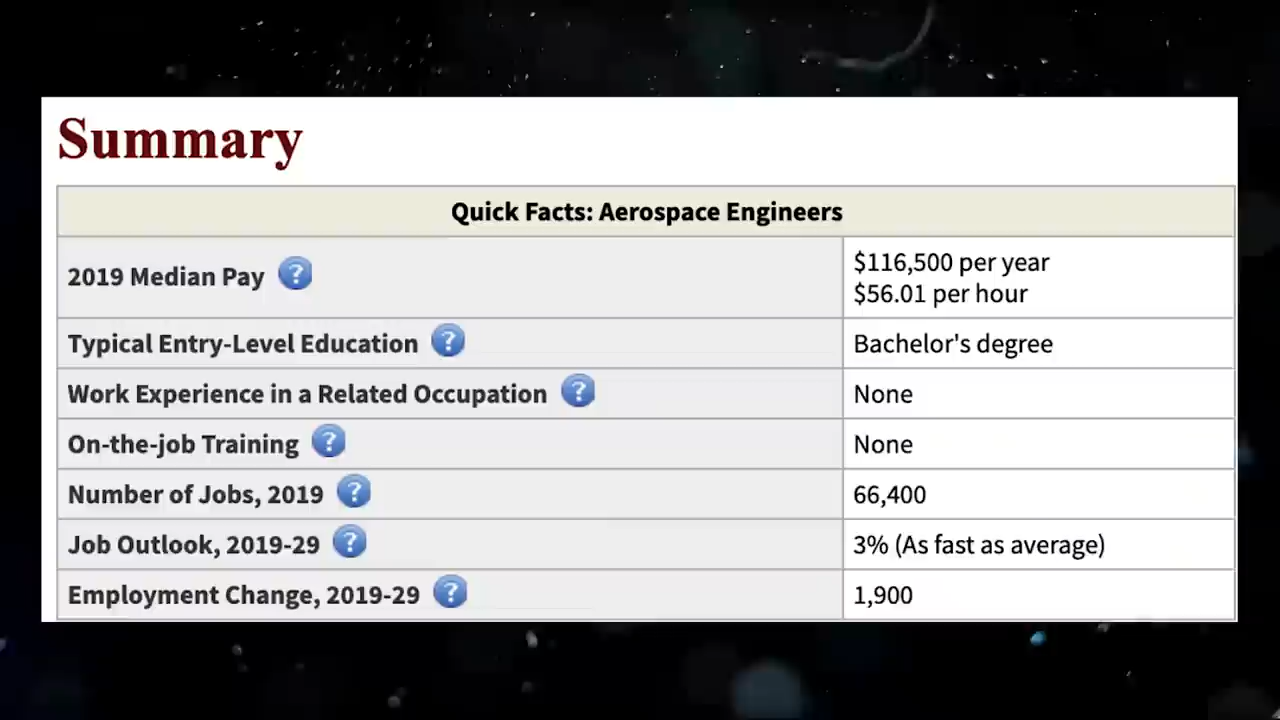 Summary
Quick Facts: Aerospace Engineers
2019 Median Pay ?
$116,500 per year
$56.01 per hour
Typical Entry-Level Education ?
Bachelor's degree
Work Experience in a Related Occupation ?
None
On-the-job Training ?
None
Number of Jobs, 2019 ?
66,400
Job Outlook, 2019-29 ?
3% (As fast as average)
Employment Change, 2019-29 ?
1,900